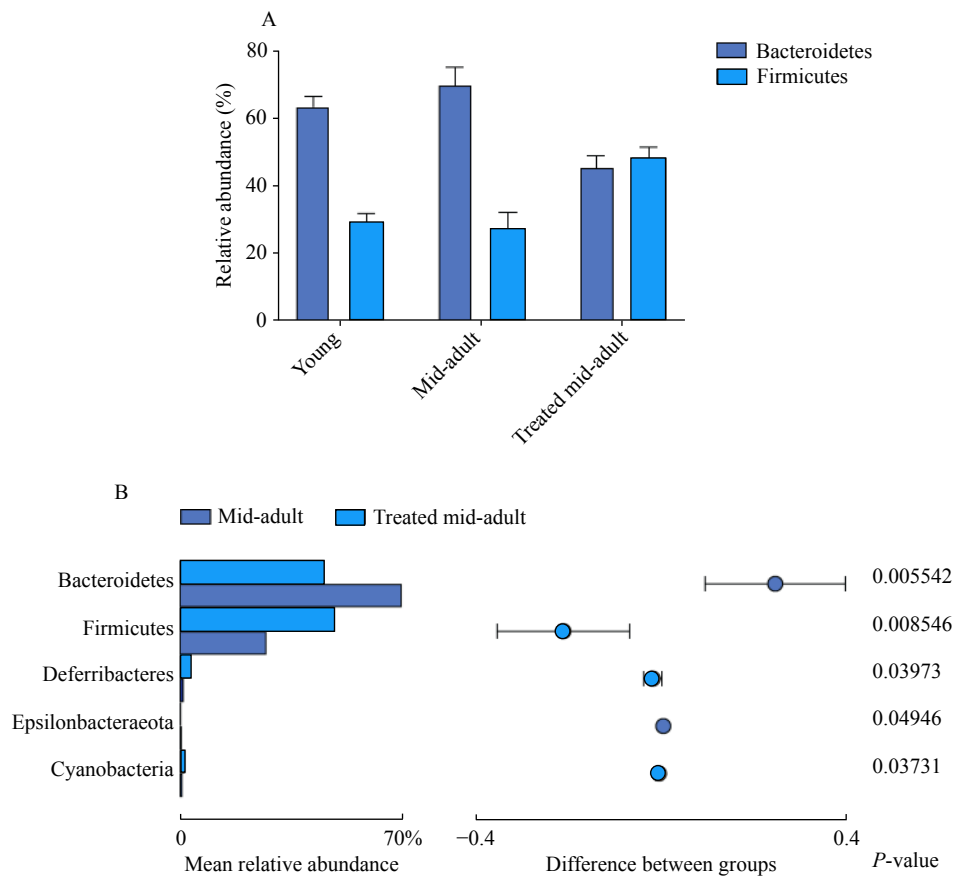 A
Bacteroidetes
Firmicutes
Relative abundance (%)
80
60
40
20
0
Young
Mid-adult
Treated mid-adult
B
Mid-adult
Treated mid-adult
Bacteroidetes
0.005542
Firmicutes
0.008546
Deferribacteres
0.03973
Epsilonbacteraeota
0.04946
Cyanobacteria
0.03731
0
70%
−0.4
0.4
Mean relative abundance
Difference between groups
P-value